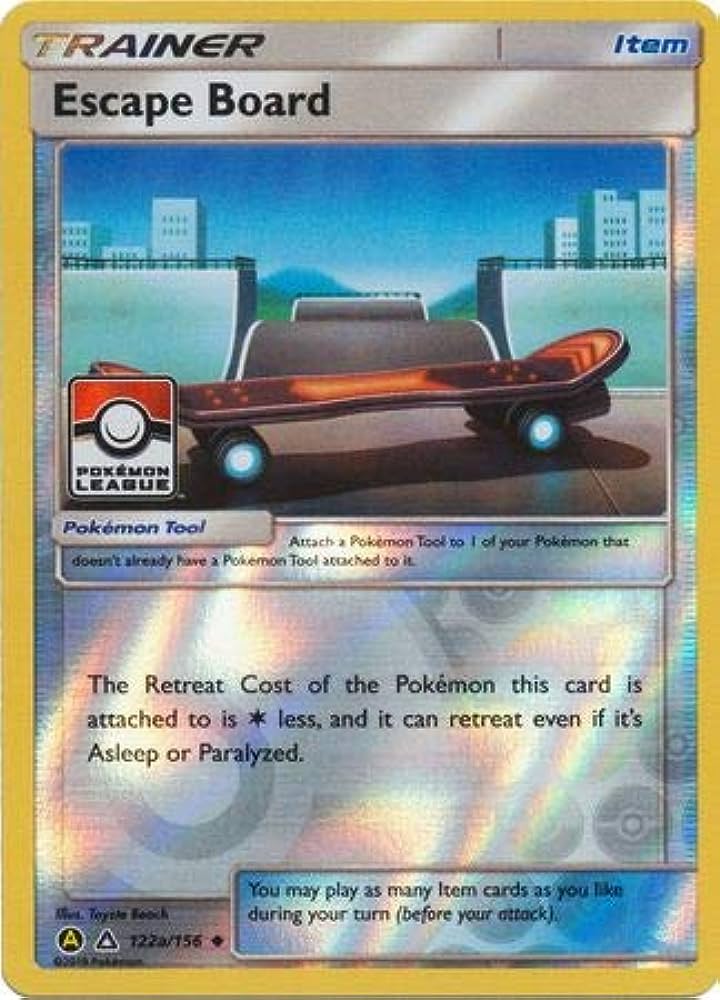 TRAINER
Item
Escape Board
POKÉMON
LEAGUE
Pokémon Tool
Attach a Pokémon Tool to 1 of your Pokémon that
doesn't already have a Pokémon Tool attached to it.
The Retreat Cost of the Pokémon this card is
attached to is less, and it can retreat even if it's
Asleep or Paralyzed.
You may play as many Item cards as you like
during your turn (before your attack).
Illus. Toyste Beach
A 122a/156
©2019 Pokémon